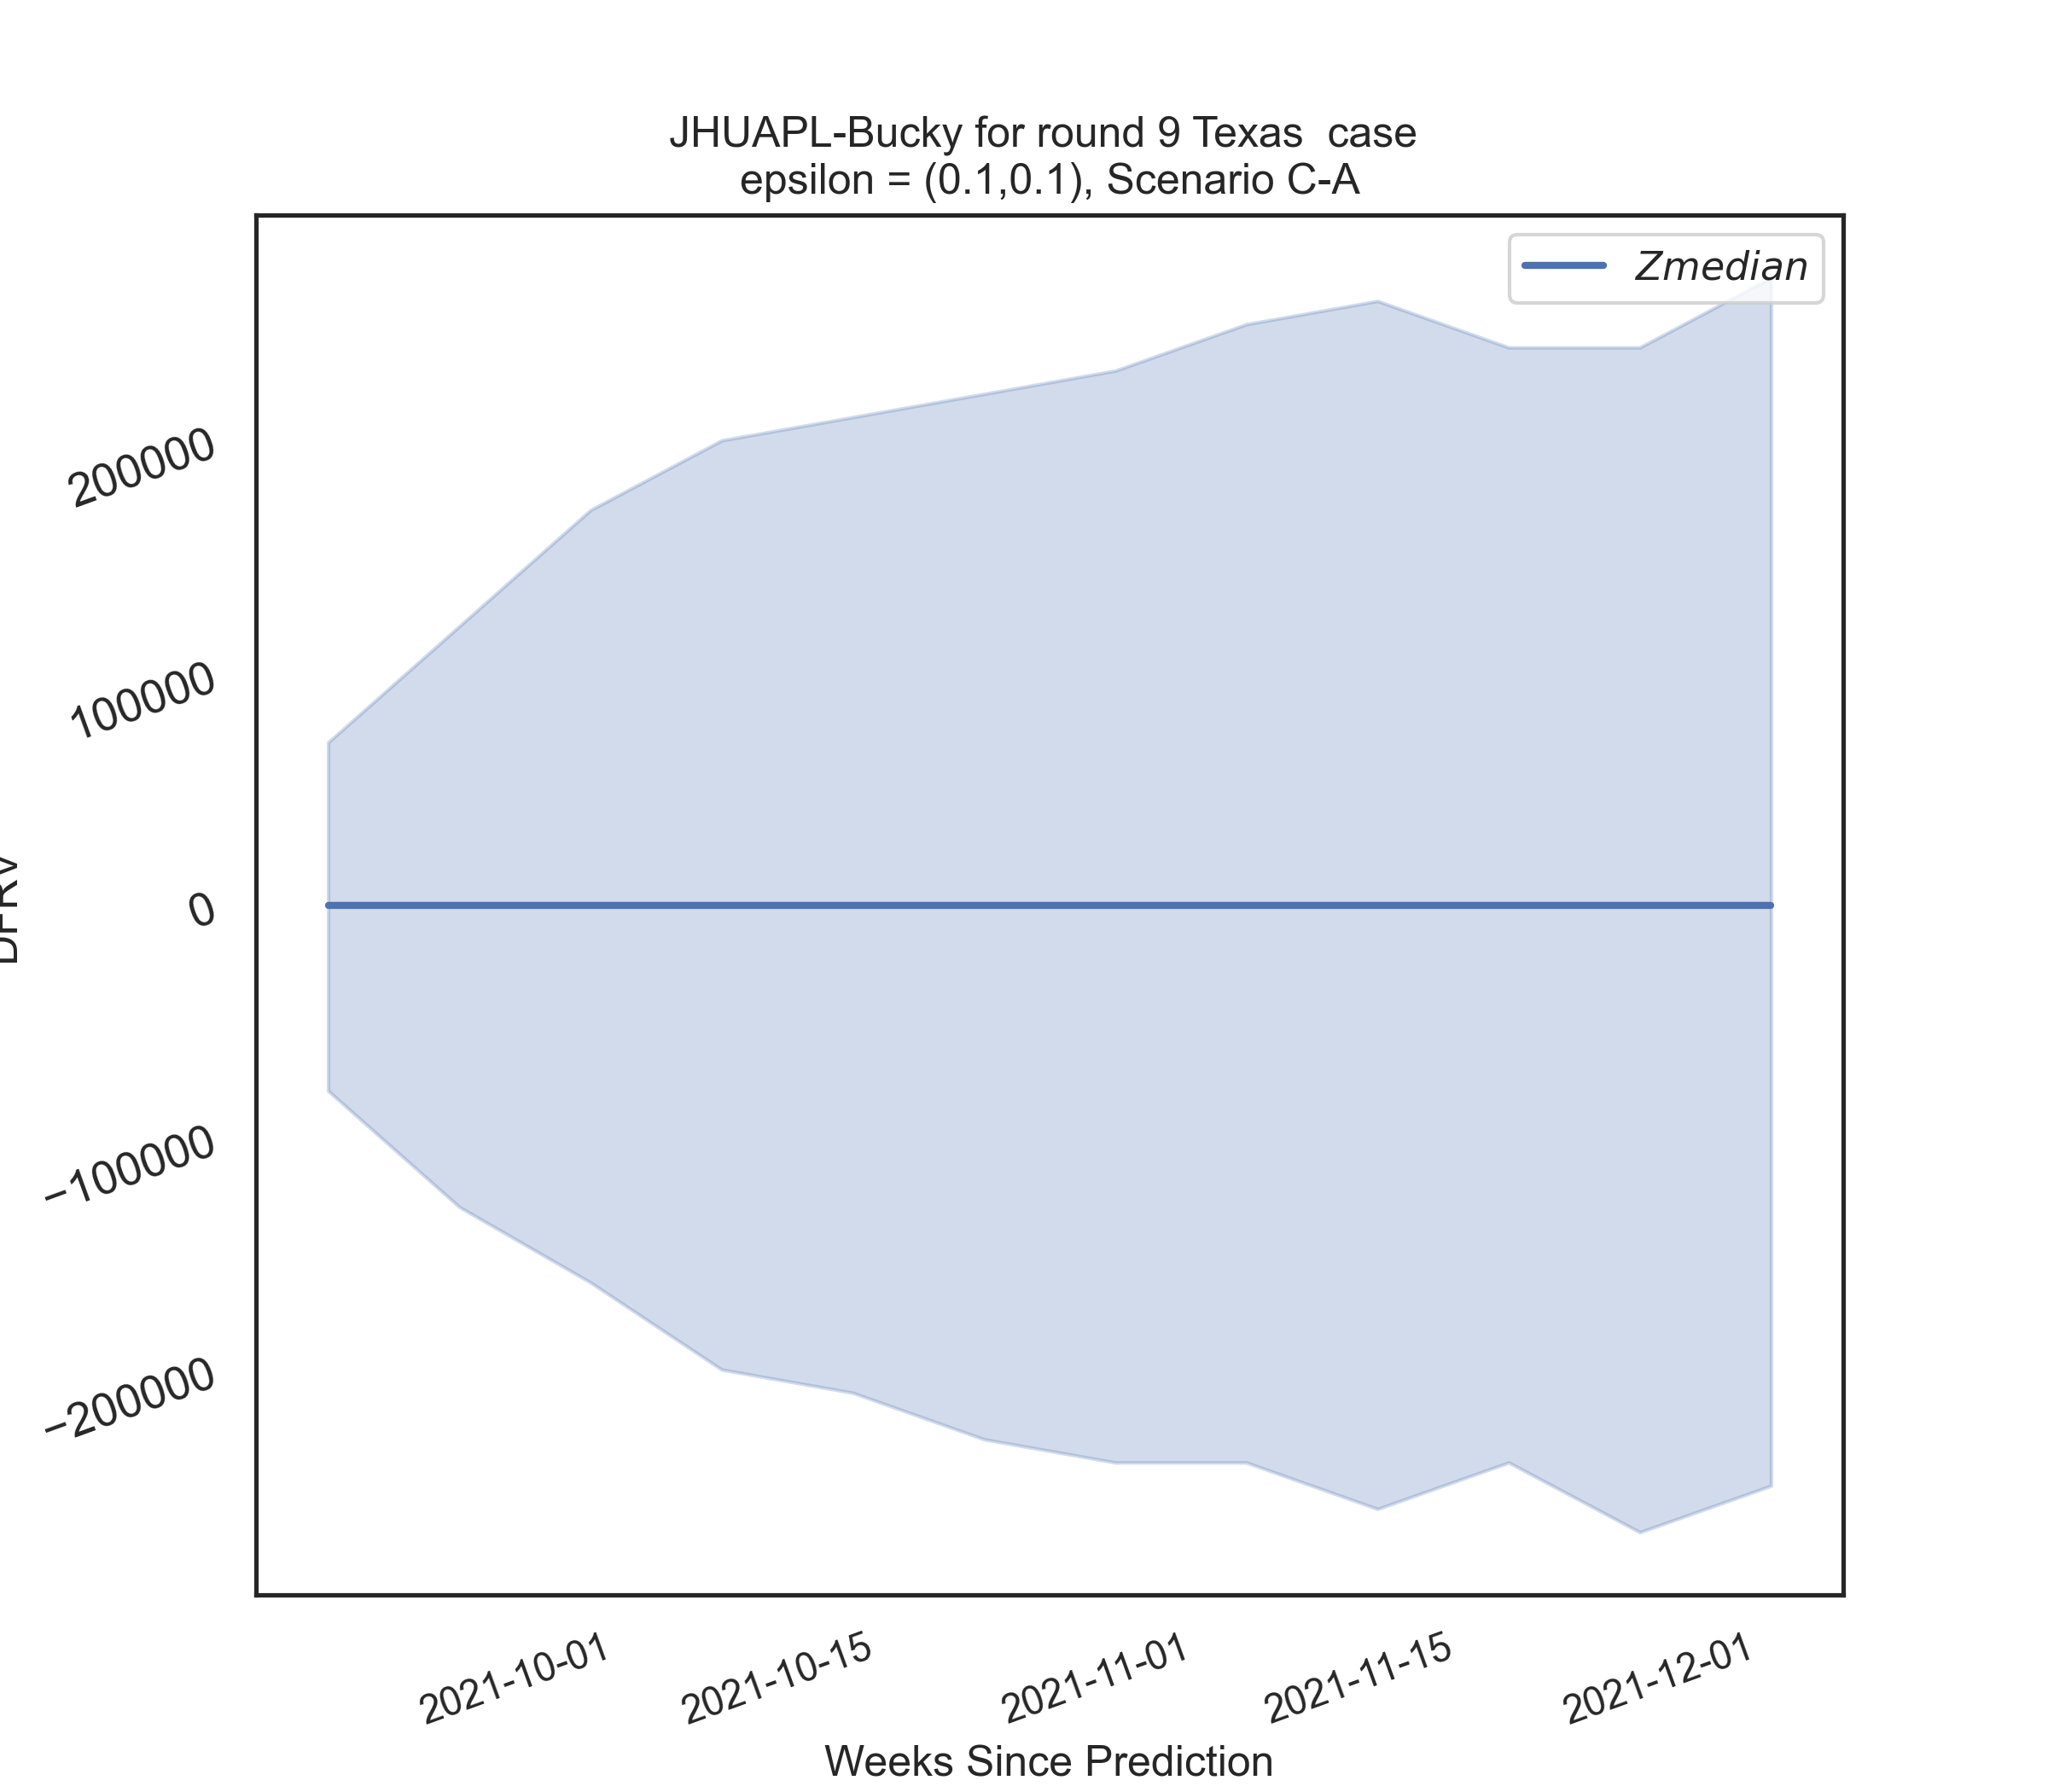 JHUAPL-Bucky for round 9 Texas  case
epsilon = (0.1,0.1), Scenario C-A
Zmedian
200000
100000
0
−100000
−200000
2021-10-01
2021-10-15
2021-11-01
2021-11-15
2021-12-01
Weeks Since Prediction